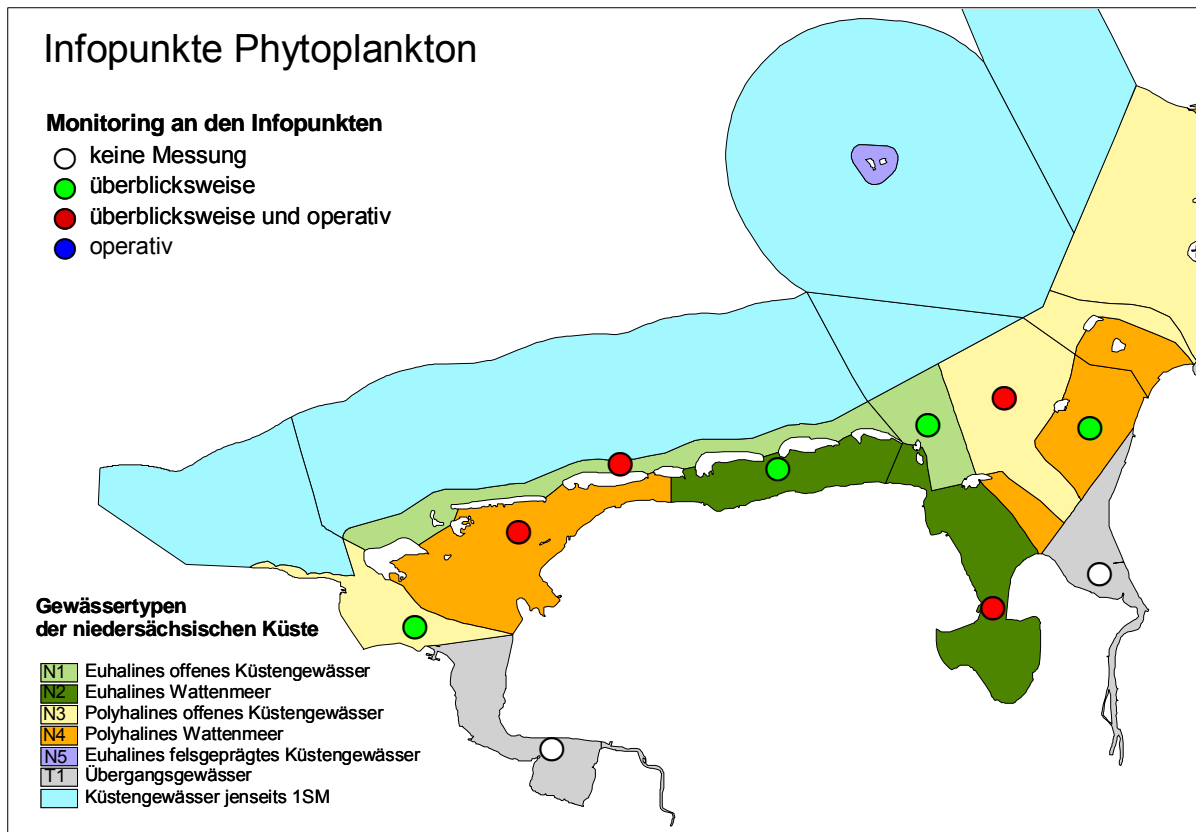 Infopunkte Phytoplankton
Monitoring an den Infopunkten
keine Messung
überblicksweise
überblicksweise und operativ
operativ
Gewässertypen
der niedersächsischen Küste
N1 Euhalines offenes Küstengewässer
N2 Euhalines Wattenmeer
N3 Polyhalines offenes Küstengewässer
N4 Polyhalines Wattenmeer
N5 Euhalines felsgeprägtes Küstengewässer
T1 Übergangsgewässer
Küstengewässer jenseits 1SM